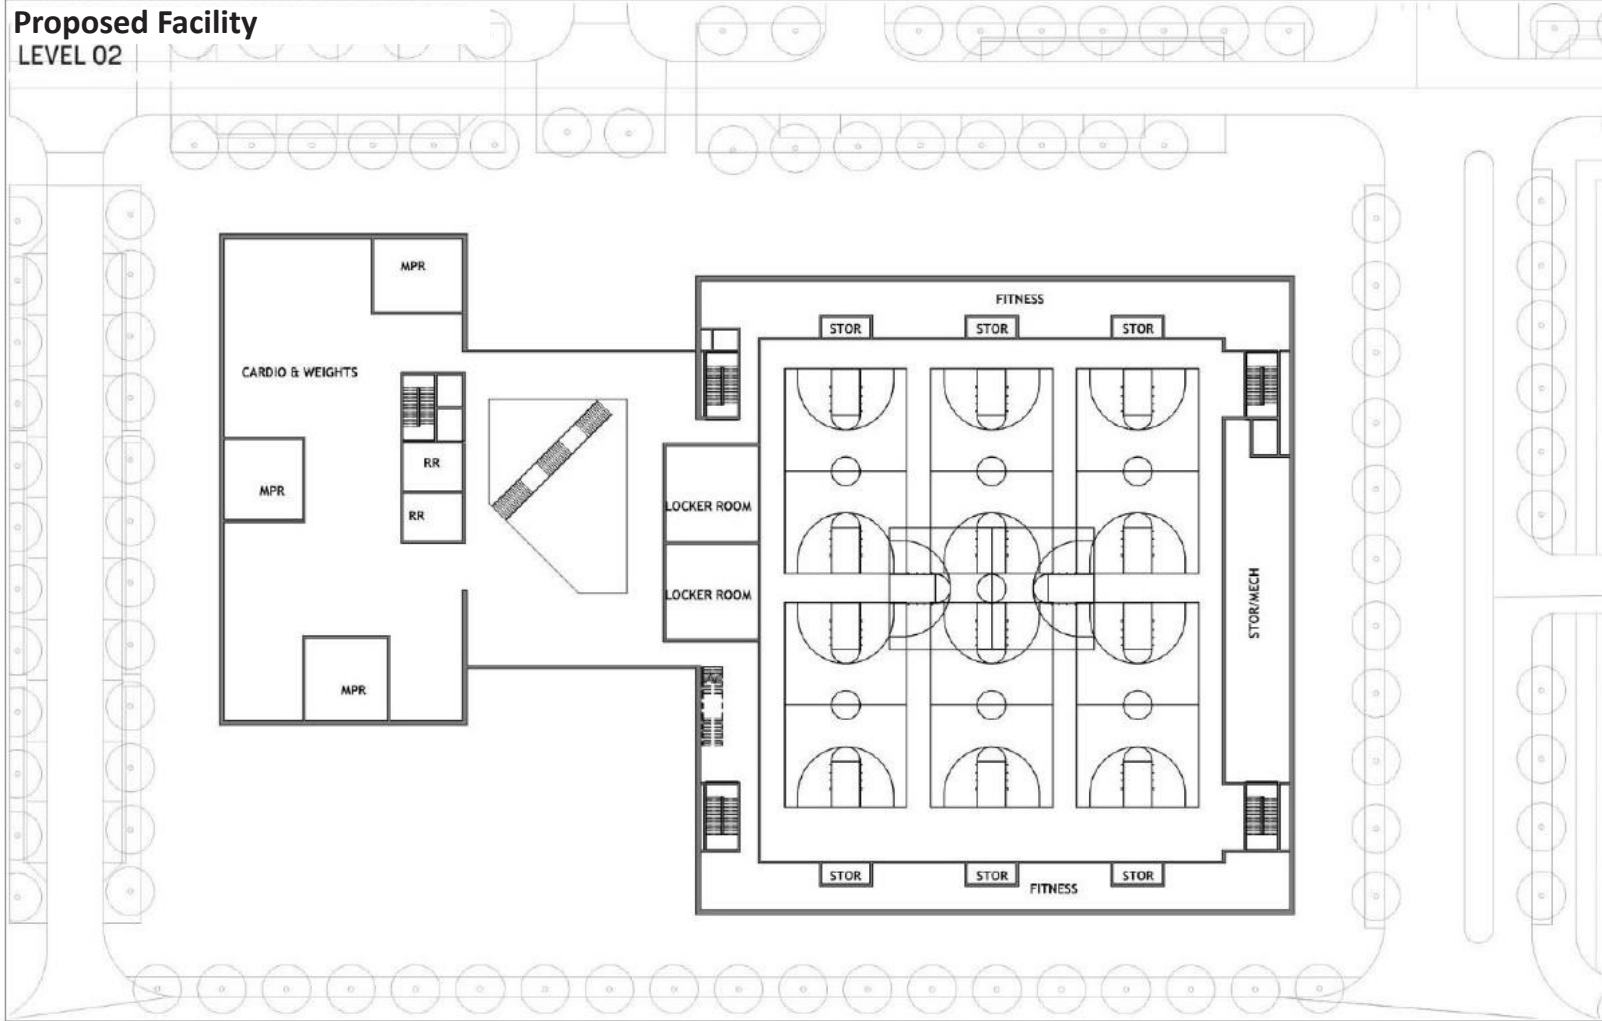 Proposed Facility
LEVEL 02
MPR
FITNESS
STOR
STOR
STOR
CARDIO & WEIGHTS
RR
MPR
RR
LOCKER ROOM
LOCKER ROOM
STOR/MECH
MPR
STOR
STOR
STOR
FITNESS